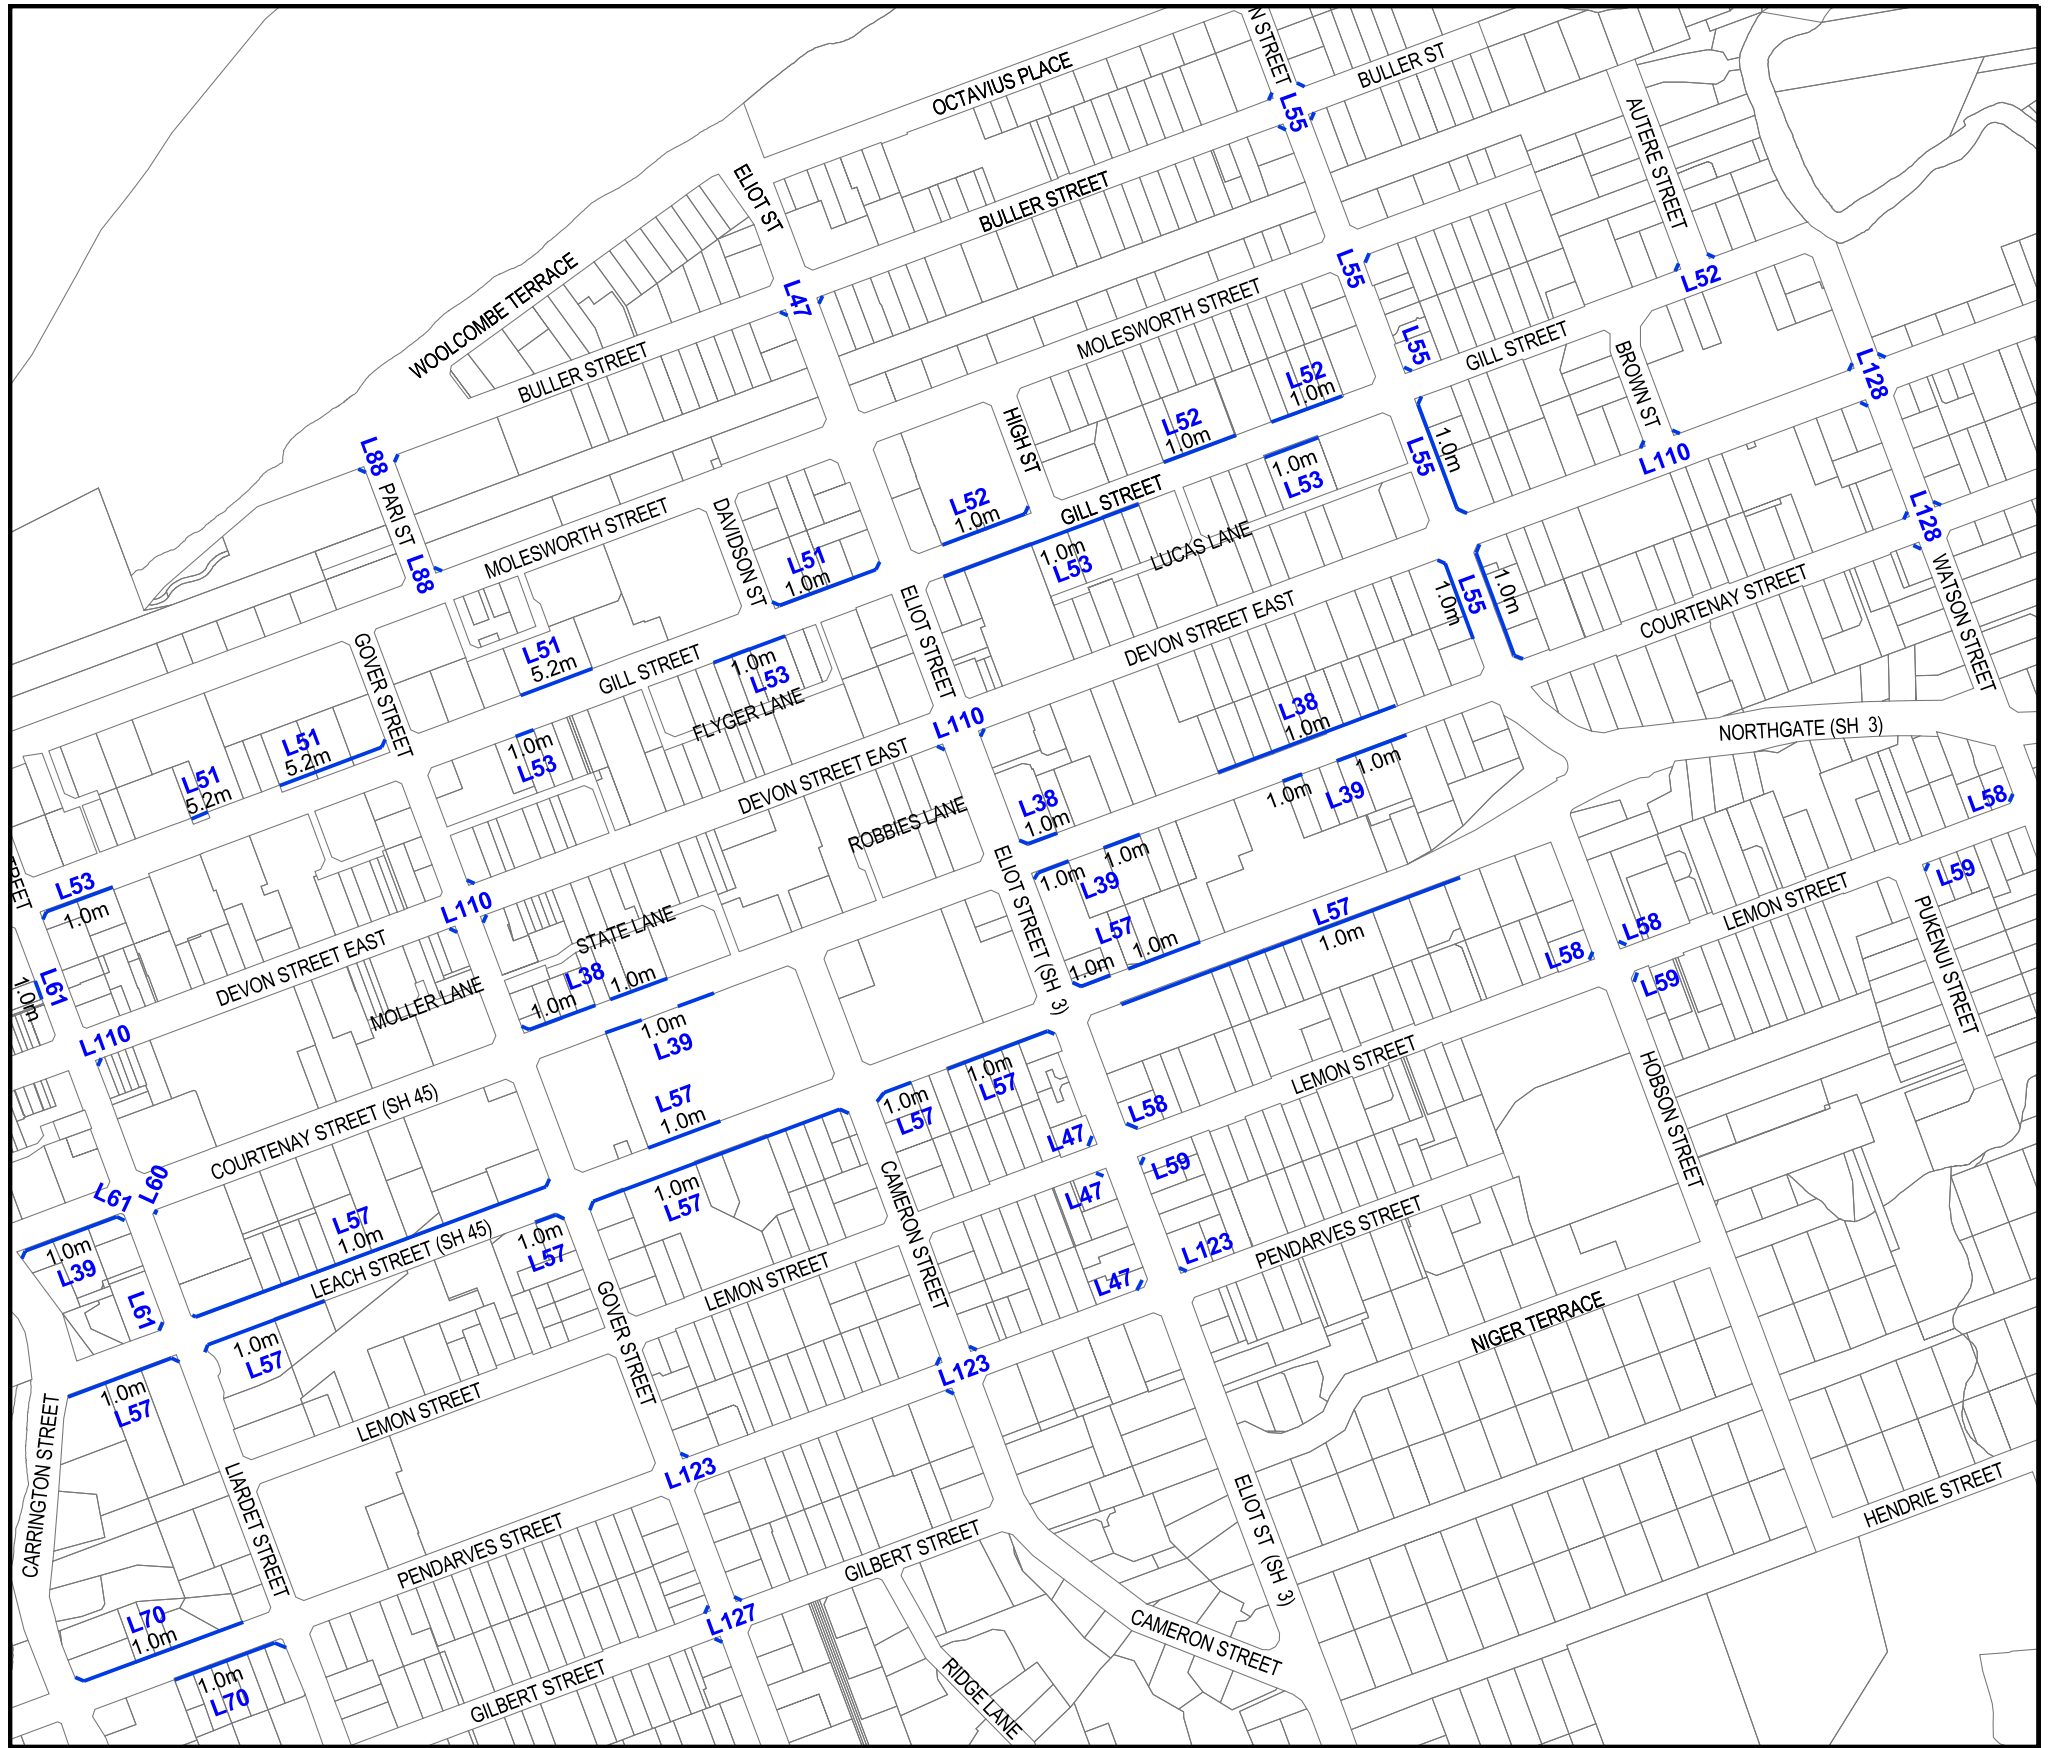 N STREET
BULLER ST
OCTAVIUS PLACE
L55
AUTERE STREET
ELIOT ST
BULLER STREET
WOOLCOMBE TERRACE
L47
L55
L52
MOLESWORTH STREET
BULLER STREET
L55
GILL STREET
BROWN ST
L128
L52
1.0m
L52
1.0m
HIGH ST
L88
PARI ST
L55
1.0m
L110
L53
1.0m
L52
1.0m
GILL STREET
LUCAS LANE
L128
WATSON STREET
MOLESWORTH STREET
DAVIDSON ST
L88
L51
1.0m
1.0m
L53
ELIOT STREET
1.0m
L55
1.0m
COURTENAY STREET
DEVON STREET EAST
GOVER STREET
L51
5.2m
GILL STREET
1.0m
L53
FLYGER LANE
L110
L38
1.0m
NORTHGATE (SH 3)
L51
5.2m
L51
5.2m
1.0m
L53
DEVON STREET EAST
ROBBIES LANE
L38
1.0m
1.0m
L39
1.0m
L58
TREET
L53
1.0m
L110
STATE LANE
ELIOT STREET (SH 3)
1.0m
1.0m
L39
L57
1.0m
1.0m
L57
1.0m
L58
L58
LEMON STREET
L59
PUKENUI STREET
L59
L61
1.0m
DEVON STREET EAST
MOLLER LANE
L38
1.0m
1.0m
L110
1.0m
L39
L57
1.0m
1.0m
L57
1.0m
L57
L58
LEMON STREET
HOBSON STREET
COURTENAY STREET (SH 45)
L47
L59
L47
L61
L60
L57
1.0m
1.0m
L57
CAMERON STREET
1.0m
L39
LEACH STREET (SH 45)
1.0m
L57
L123
PENDARVES STREET
L47
L61
GOVER STREET
LEMON STREET
NIGER TERRACE
1.0m
L57
1.0m
L57
L123
CARRINGTON STREET
LEMON STREET
LIARDET STREET
L123
ELIOT ST (SH 3)
HENDRIE STREET
PENDARVES STREET
GILBERT STREET
L70
1.0m
L127
CAMERON STREET
1.0m
L70
GILBERT STREET
RIDGE LANE